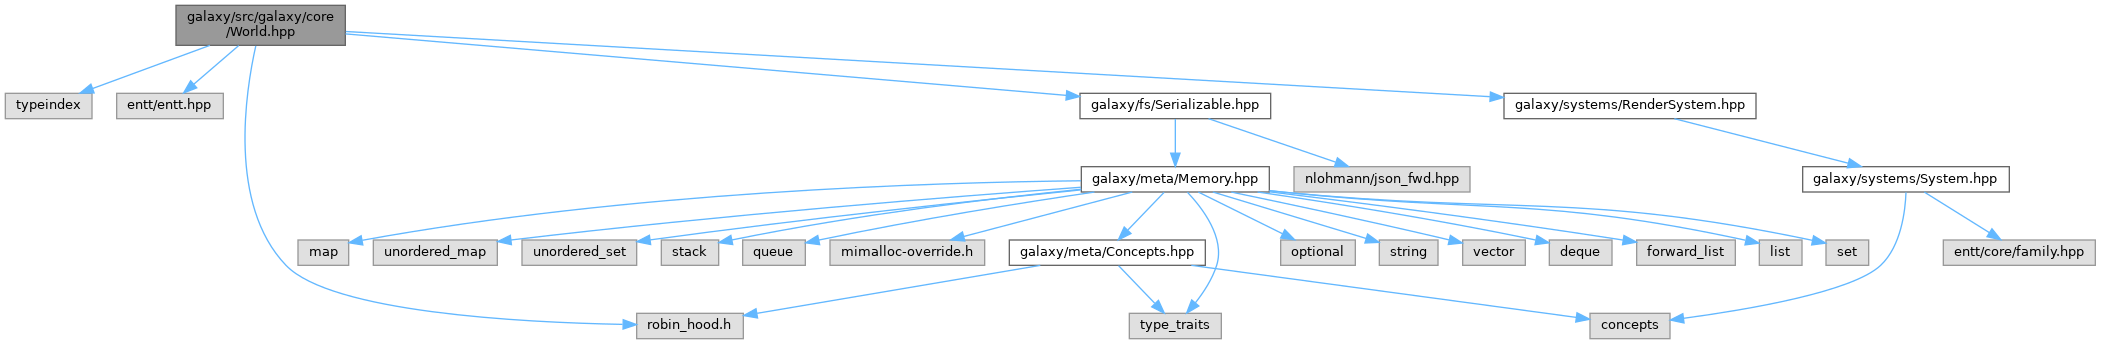 galaxy/src/galaxy/core
/World.hpp
typeindex
entt/entt.hpp
galaxy/fs/Serializable.hpp
galaxy/systems/RenderSystem.hpp
galaxy/meta/Memory.hpp
nlohmann/json_fwd.hpp
galaxy/systems/System.hpp
map
unordered_map
unordered_set
stack
queue
mimalloc-override.h
galaxy/meta/Concepts.hpp
optional
string
vector
deque
forward_list
list
set
entt/core/family.hpp
robin_hood.h
type_traits
concepts